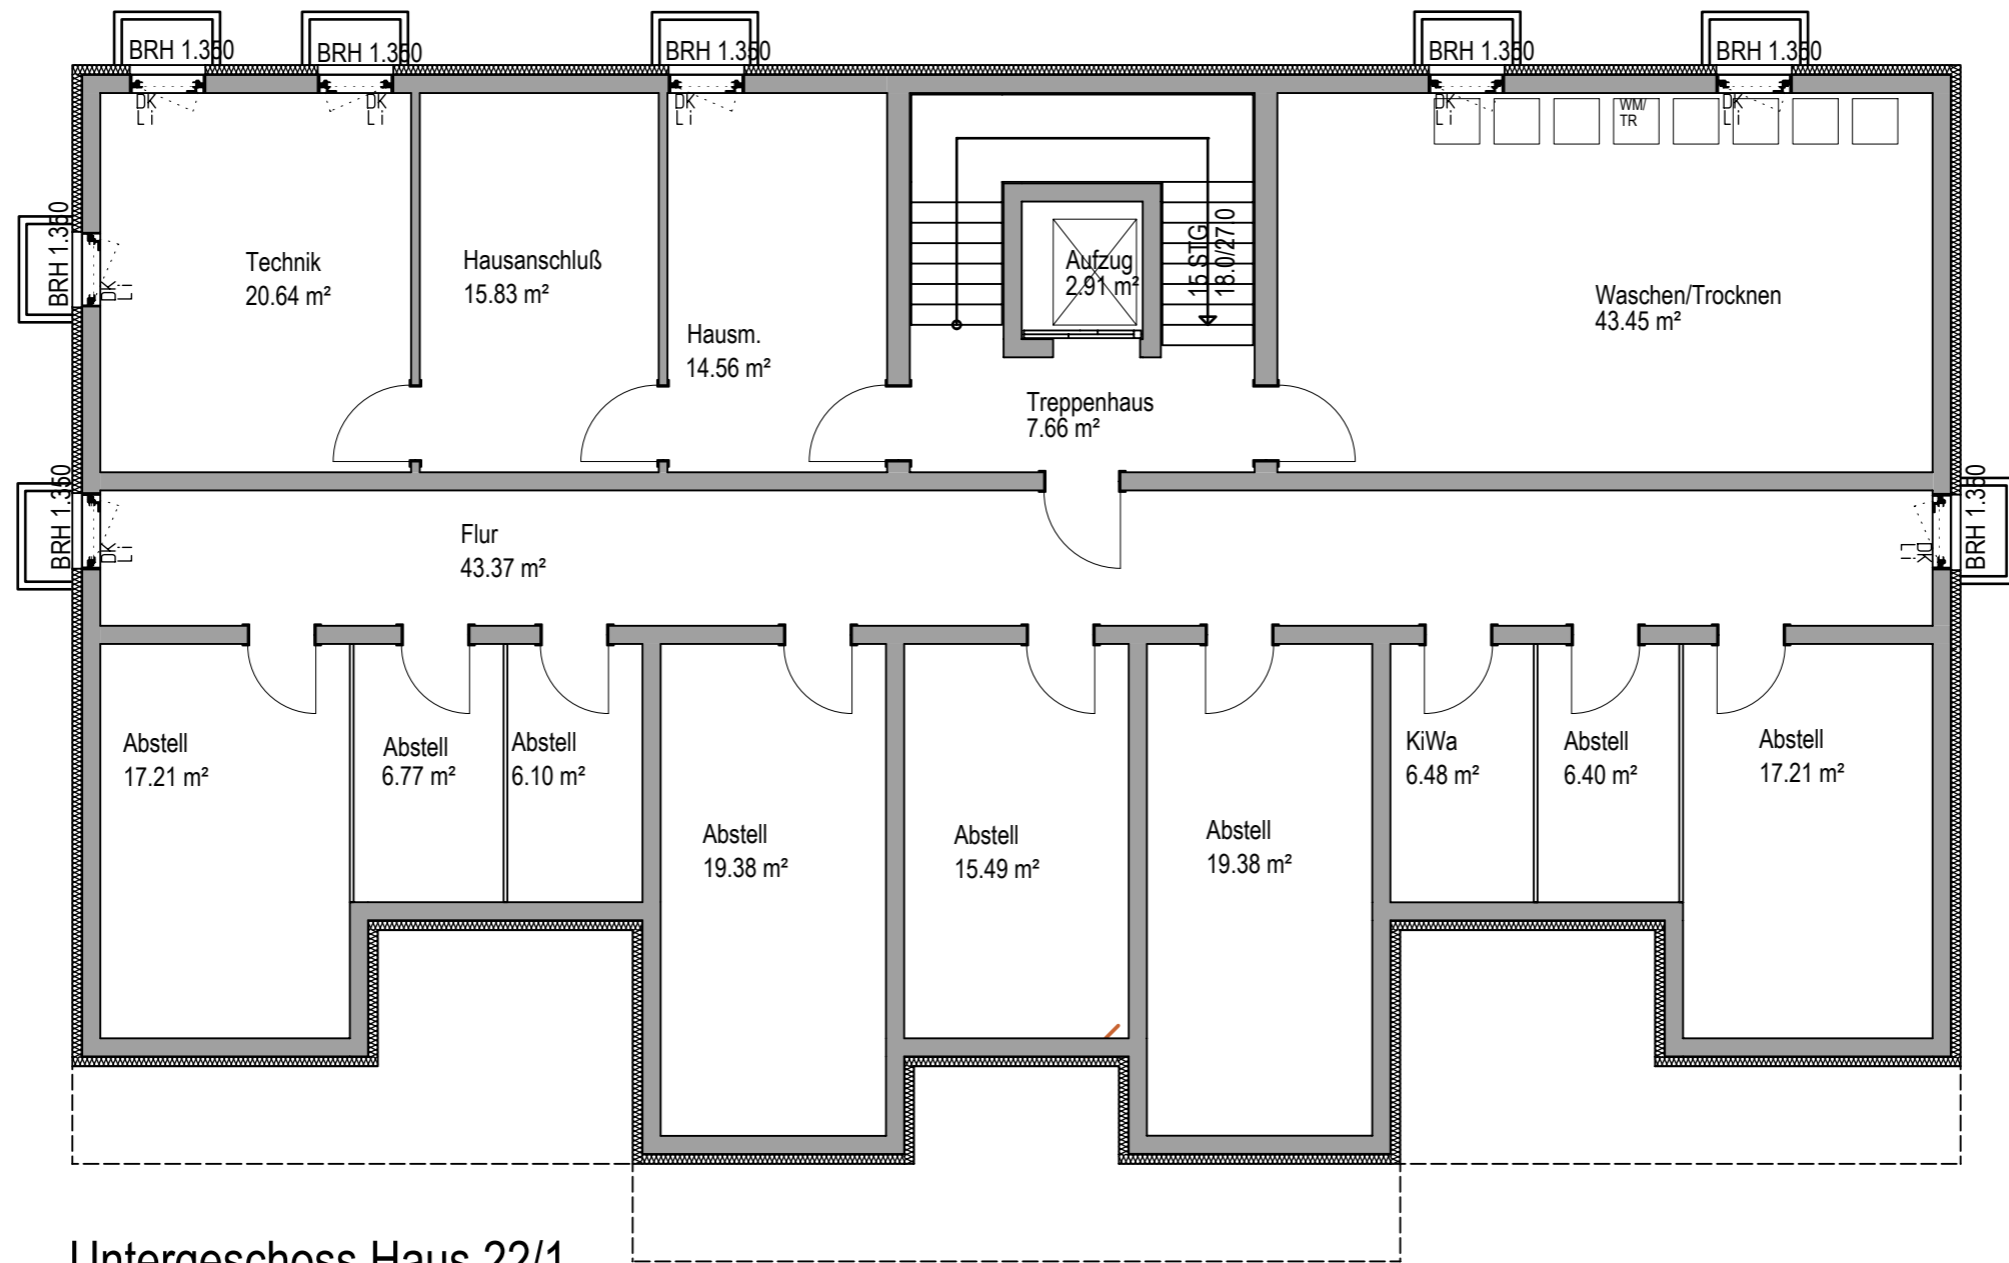 BRH 1.350
BRH 1.350
BRH 1.350
BRH 1.350
BRH 1.350
DK
Li
DK
Li
DK
Li
DK
Li
WM/
TR
DK
Li
BRH 1.350
DK
Li
Technik
20.64 m²
Hausanschluß
15.83 m²
Hausm.
14.56 m²
Aufzug
2.91 m²
15 STG
18.0/27.0
Waschen/Trocknen
43.45 m²
Treppenhaus
7.66 m²
BRH 1.350
DK
Li
Flur
43.37 m²
DK
Li
BRH 1.350
Abstell
17.21 m²
Abstell
6.77 m²
Abstell
6.10 m²
Abstell
19.38 m²
Abstell
15.49 m²
Abstell
19.38 m²
KiWa
6.48 m²
Abstell
6.40 m²
Abstell
17.21 m²
Untergeschoss Haus 22/1